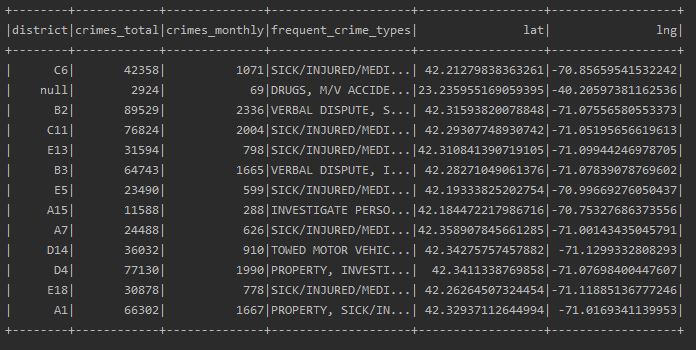 +--------+------------+--------------+--------------------+------------------+------------------+
|district|crimes_total|crimes_monthly|frequent_crime_types|               lat|               lng|
+--------+------------+--------------+--------------------+------------------+------------------+
|      C6|       42358|          1071|SICK/INJURED/MEDI...| 42.21279838363261|-70.85659541532242|
|    null|        2924|            69|DRUGS, M/V ACCIDE...|23.235955169059395|-40.20597381162536|
|      B2|       89529|          2336|VERBAL DISPUTE, S...| 42.31593820078848|-71.07556580553373|
|     C11|       76824|          2004|SICK/INJURED/MEDI...| 42.29307748930742|-71.05195656619613|
|     E13|       31594|           798|SICK/INJURED/MEDI...|42.310841390719105|-71.09944246978705|
|      B3|       64743|          1665|VERBAL DISPUTE, I...| 42.28271049061376|-71.07839078769602|
|      E5|       23490|           599|SICK/INJURED/MEDI...| 42.19333825202754|-70.99669276050437|
|     A15|       11588|           288|INVESTIGATE PERSO...|42.184472217986716|-70.75327686373556|
|      A7|       24488|           626|SICK/INJURED/MEDI...|42.358907845661285|-71.00143435045791|
|     D14|       36032|           910|TOWED MOTOR VEHIC...| 42.34275757457882| -71.1299332808293|
|      D4|       77130|          1990|PROPERTY, INVESTI...|  42.3411338769858|-71.07698400447607|
|     E18|       30878|           778|SICK/INJURED/MEDI...| 42.26264507324454|-71.11885136777246|
|      A1|       66302|          1667|PROPERTY, SICK/IN...| 42.32937112644994| -71.0169341139953|
+--------+------------+--------------+--------------------+------------------+------------------+